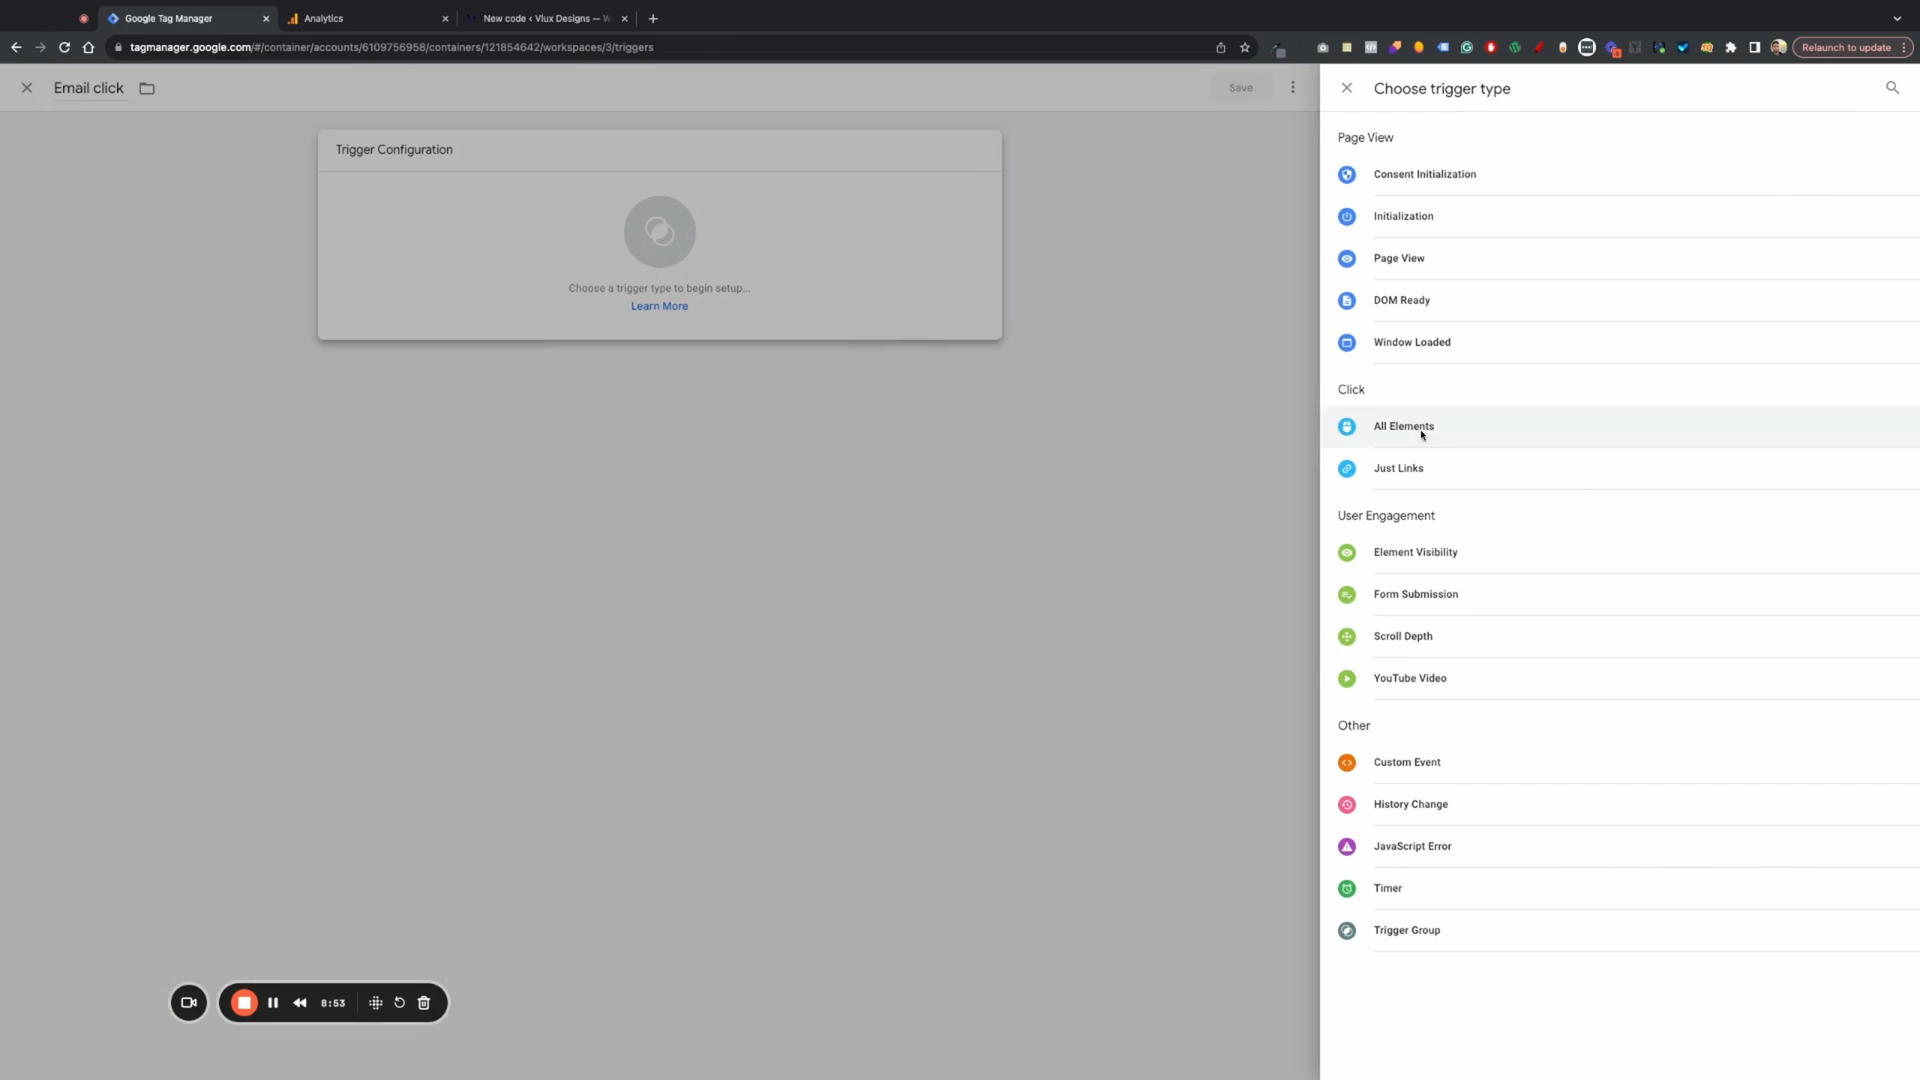 Google Tag Manager
Analytics
New code ‹ Vlux Designs — W
tagmanager.google.com/#/container/accounts/6109756958/containers/121854642/workspaces/3/triggers
Relaunch to update
Email click
Save
Choose trigger type
Trigger Configuration
Choose a trigger type to begin setup...
Learn More
Page View
Consent Initialization
Initialization
Page View
DOM Ready
Window Loaded
Click
All Elements
Just Links
User Engagement
Element Visibility
Form Submission
Scroll Depth
YouTube Video
Other
Custom Event
History Change
JavaScript Error
Timer
Trigger Group
8:53